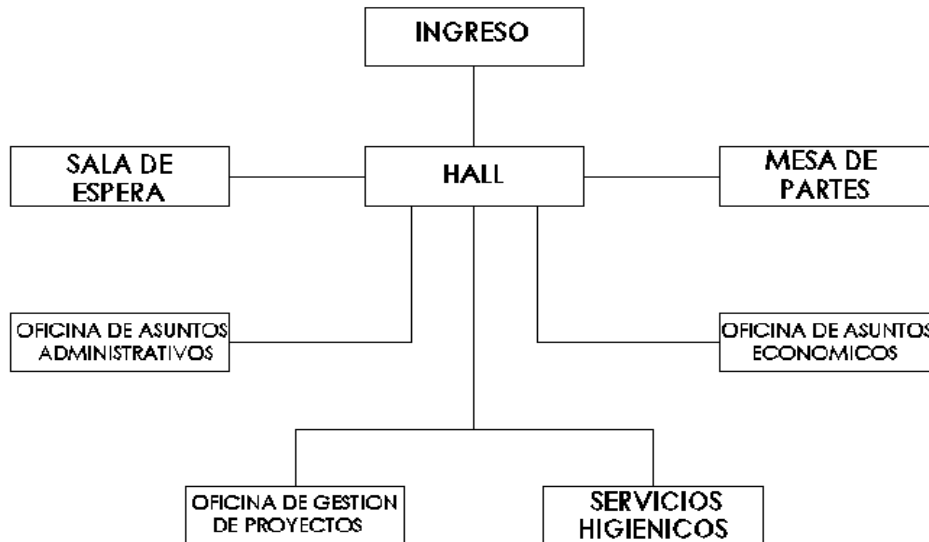 INGRESO
SALA DE
ESPERA
HALL
MESA DE
PARTES
OFICINA DE ASUNTOS
ADMINISTRATIVOS
OFICINA DE ASUNTOS
ECONOMICOS
OFICINA DE GESTION
DE PROYECTOS
SERVICIOS
HIGIENICOS